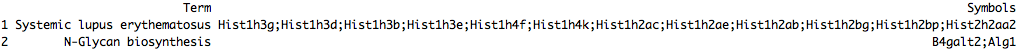 Term Symbols
1 Systemic lupus erythematosus Hist1h3g;Hist1h3d;Hist1h3b;Hist1h3e;Hist1h4f;Hist1h4k;Hist1h2ac;Hist1h2ae;Hist1h2ab;Hist1h2bg;Hist1h2bp;Hist2h2aa2
2 N-Glycan biosynthesis B4galt2;Alg1